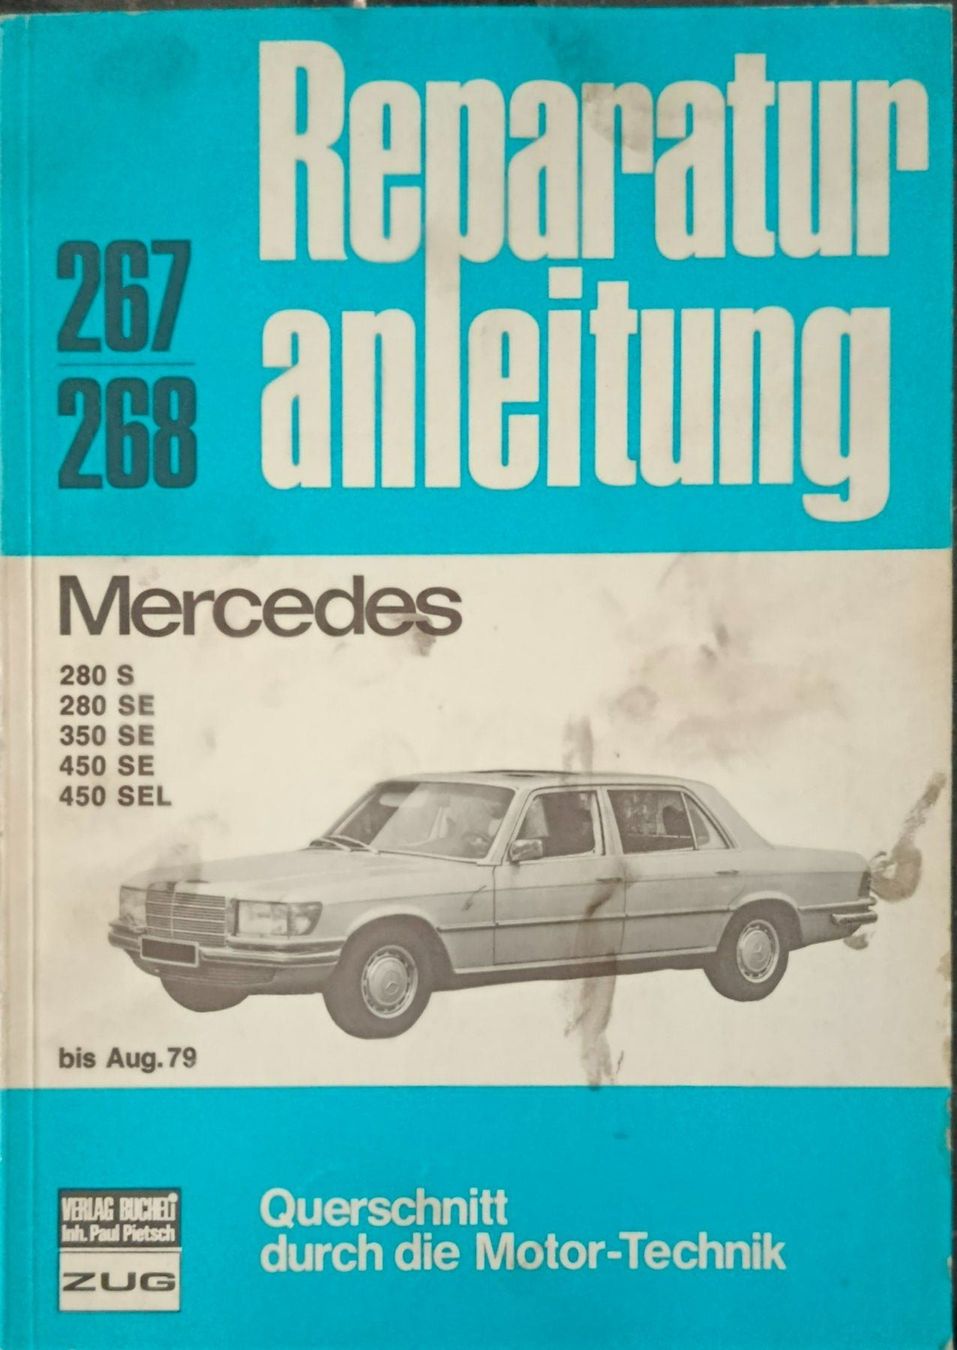 Reparatur
anleitung
267
268
Mercedes
280 S
280 SE
350 SE
450 SE
450 SEL
bis Aug. 79
VERLAG BUCHELI
Inh. Paul Pietsch
ZUG
Querschnitt
durch die Motor-Technik